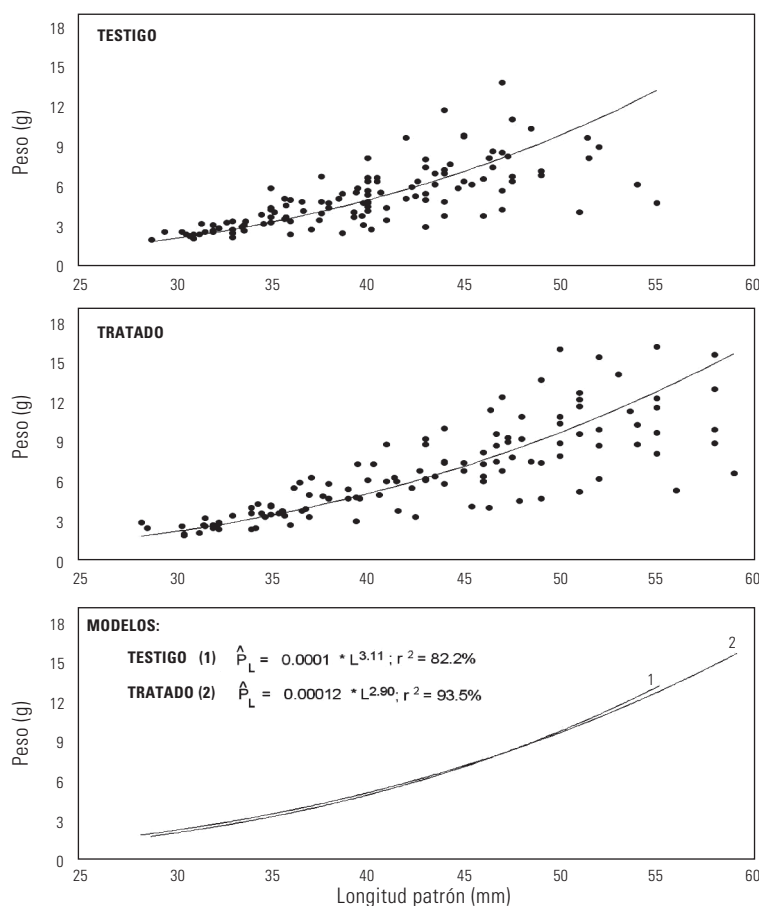 TESTIGO
Peso (g)
18
15
12
9
6
3
0
25 30 35 40 45 50 55 60
TRATADO
Peso (g)
18
15
12
9
6
3
0
25 30 35 40 45 50 55 60
MODELOS:
TESTIGO (1) P̂L = 0.0001 * L^3.11 ; r² = 82.2%
TRATADO (2) P̂L = 0.00012 * L^2.90 ; r² = 93.5%
1
2
Peso (g)
18
15
12
9
6
3
0
25 30 35 40 45 50 55 60
Longitud patrón (mm)